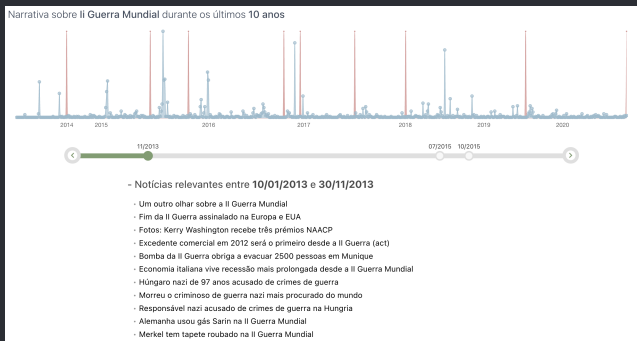 Narrativa sobre Ii Guerra Mundial durante os últimos 10 anos
2014 2015 2016 2017 2018 2019 2020
11/2013 07/2015 10/2015
- Notícias relevantes entre 10/01/2013 e 30/11/2013
Um outro olhar sobre a II Guerra Mundial
Fim da II Guerra assinalado na Europa e EUA
Fotos: Kerry Washington recebe três prémios NAACP
Excedente comercial em 2012 será o primeiro desde a II Guerra (act)
Bomba da II Guerra obriga a evacuar 2500 pessoas em Munique
Economia italiana vive recessão mais prolongada desde a II Guerra Mundial
Húngaro nazi de 97 anos acusado de crimes de guerra
Morreu o criminoso de guerra nazi mais procurado do mundo
Responsável nazi acusado de crimes de guerra na Hungria
Alemanha usou gás Sarin na II Guerra Mundial
Merkel tem tapete roubado na II Guerra Mundial